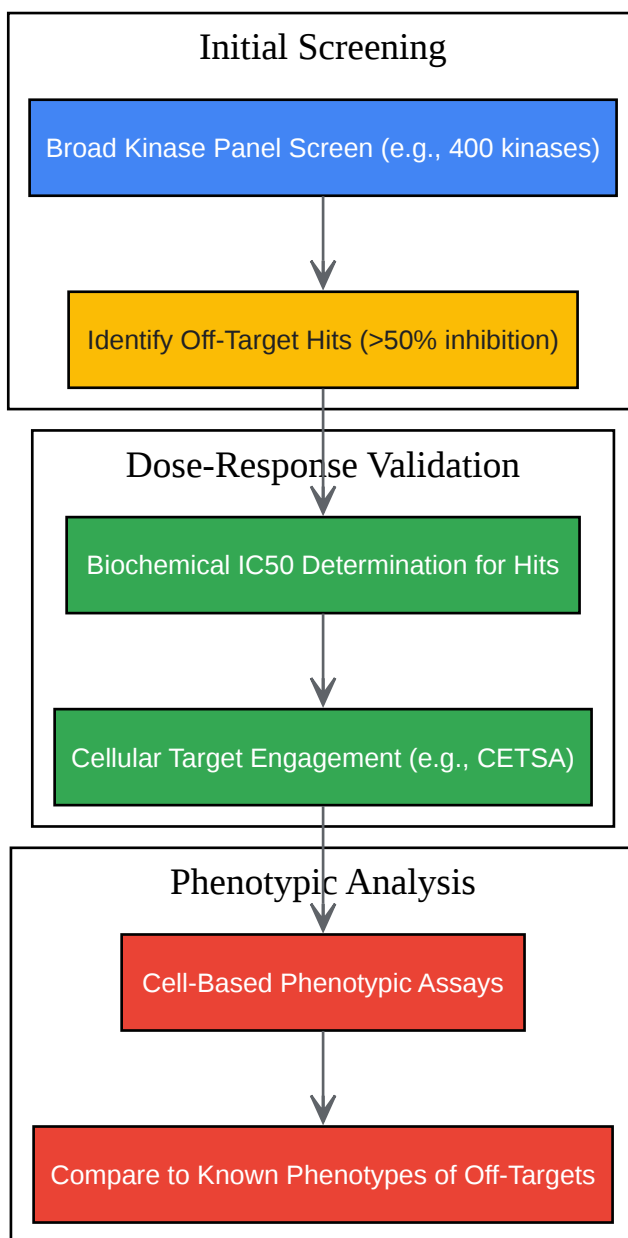 Initial Screening
Broad Kinase Panel Screen (e.g., 400 kinases)
Identify Off-Target Hits (>50% inhibition)
Dose-Response Validation
Biochemical IC50 Determination for Hits
Cellular Target Engagement (e.g., CETSA)
Phenotypic Analysis
Cell-Based Phenotypic Assays
Compare to Known Phenotypes of Off-Targets